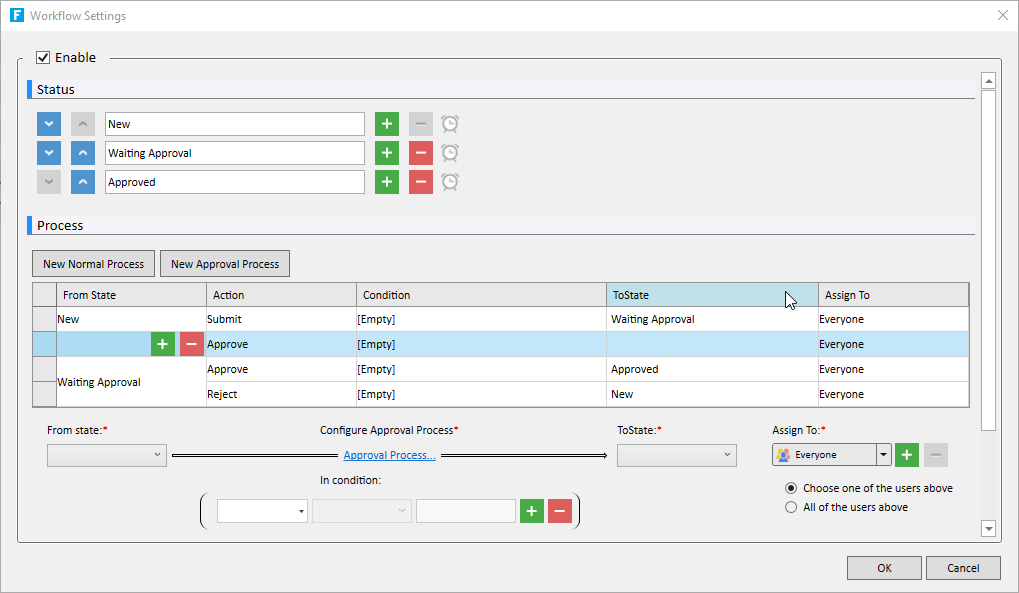 F Workflow Settings
Enable
Status
New
Waiting Approval
Approved
Process
New Normal Process New Approval Process
From State Action Condition ToState Assign To
New Submit [Empty] Waiting Approval Everyone
Approve [Empty] Everyone
Waiting Approval Approve [Empty] Approved Everyone
Reject [Empty] New Everyone
From state:* Configure Approval Process* ToState:* Assign To:*
Approval Process... Everyone
In condition:
Choose one of the users above
All of the users above
OK Cancel